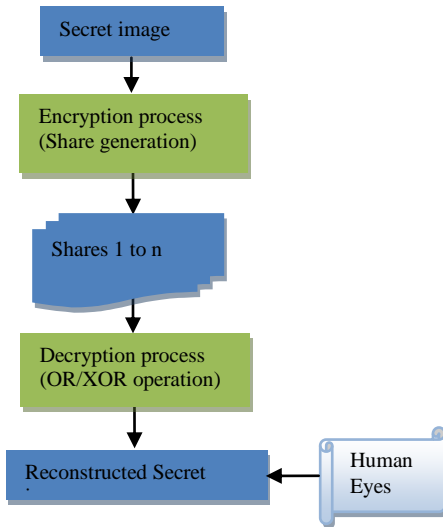 Secret image
Encryption process
(Share generation)
Shares 1 to n
Decryption process
(OR/XOR operation)
Reconstructed Secret
Human
Eyes